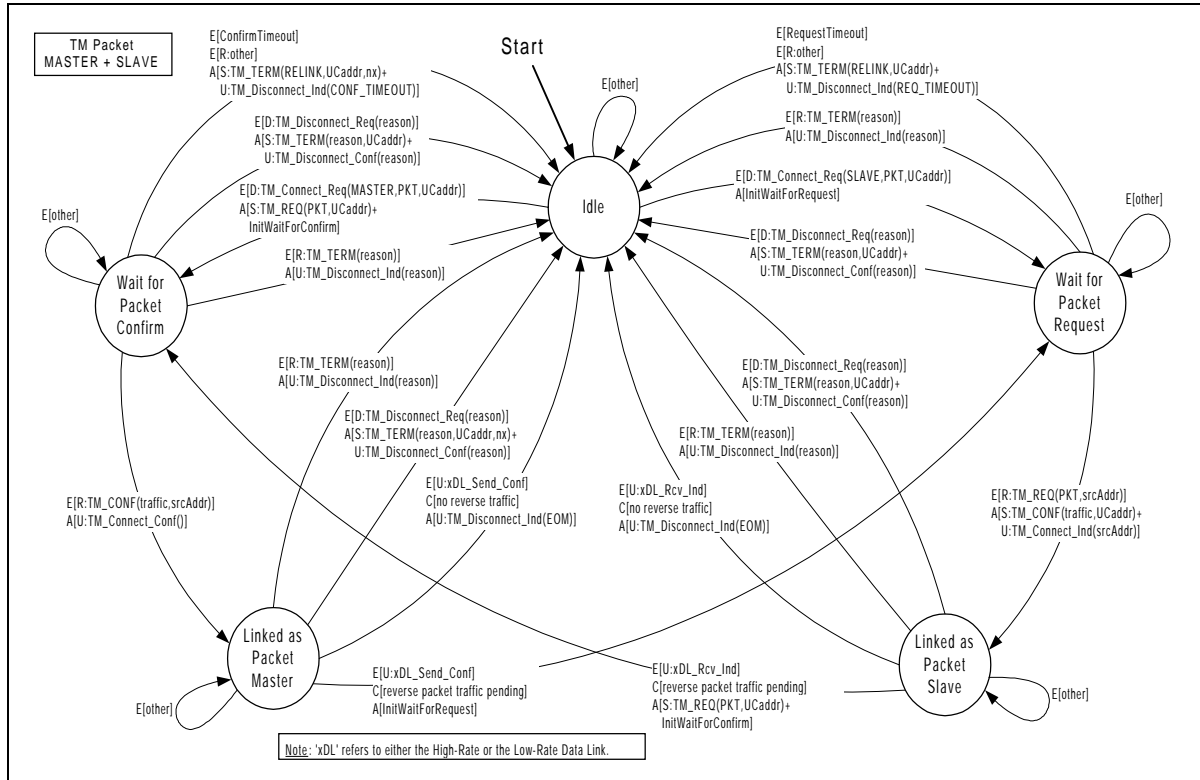 TM Packet
MASTER + SLAVE
E[ConfirmTimeout]
E[R:other]
A[S:TM_TERM(RELINK,UCaddr,nx)+
U:TM_Disconnect_Ind(CONF_TIMEOUT]
Start
E[RequestTimeout]
E[R:other]
A[S:TM_TERM(RELINK,UCaddr)+
U:TM_Disconnect_Ind(REQ_TIMEOUT]
E[other]
E[D:TM_Disconnect_Req(reason)]
A[S:TM_TERM(reason,UCaddr)+
U:TM_Disconnect_Conf(reason)]
E[R:TM_TERM(reason)]
A[U:TM_Disconnect_Ind(reason)]
E[D:TM_Connect_Req(MASTER,PKT,UCaddr)]
A[S:TM_REQ(PKT,UCaddr)+
InitWaitForConfirm]
Idle
E[D:TM_Connect_Req(SLAVE,PKT,UCaddr)]
A[InitWaitForRequest]
E[other]
E[other]
E[R:TM_TERM(reason)]
A[U:TM_Disconnect_Ind(reason)]
E[D:TM_Disconnect_Req(reason)]
A[S:TM_TERM(reason,UCaddr)+
U:TM_Disconnect_Conf(reason)]
Wait for
Packet
Confirm
Wait for
Packet
Request
E[R:TM_TERM(reason)]
A[U:TM_Disconnect_Ind(reason)]
E[D:TM_Disconnect_Req(reason)]
A[S:TM_TERM(reason,UCaddr)+
U:TM_Disconnect_Conf(reason)]
E[D:TM_Disconnect_Req(reason)]
A[S:TM_TERM(reason,UCaddr,nx)+
U:TM_Disconnect_Conf(reason)]
E[R:TM_TERM(reason)]
A[U:TM_Disconnect_Ind(reason)]
E[U:xDL_Send_Conf]
C[no reverse traffic]
A[U:TM_Disconnect_Ind(EOM)]
E[U:xDL_Rcv_Ind]
C[no reverse traffic]
A[U:TM_Disconnect_Ind(EOM)]
E[R:TM_CONF(traffic,srcAddr)]
A[U:TM_Connect_Conf()]
E[R:TM_REQ(PKT,srcAddr)]
A[S:TM_CONF(traffic,UCaddr)+
U:TM_Connect_Ind(srcAddr)]
Linked as
Packet
Master
Linked as
Packet
Slave
E[other]
E[U:xDL_Send_Conf]
C[reverse packet traffic pending]
A[InitWaitForRequest]
E[U:xDL_Rcv_Ind]
C[reverse packet traffic pending]
A[S:TM_REQ(PKT,UCaddr)+
InitWaitForConfirm]
E[other]
Note: 'xDL' refers to either the High-Rate or the Low-Rate Data Link.